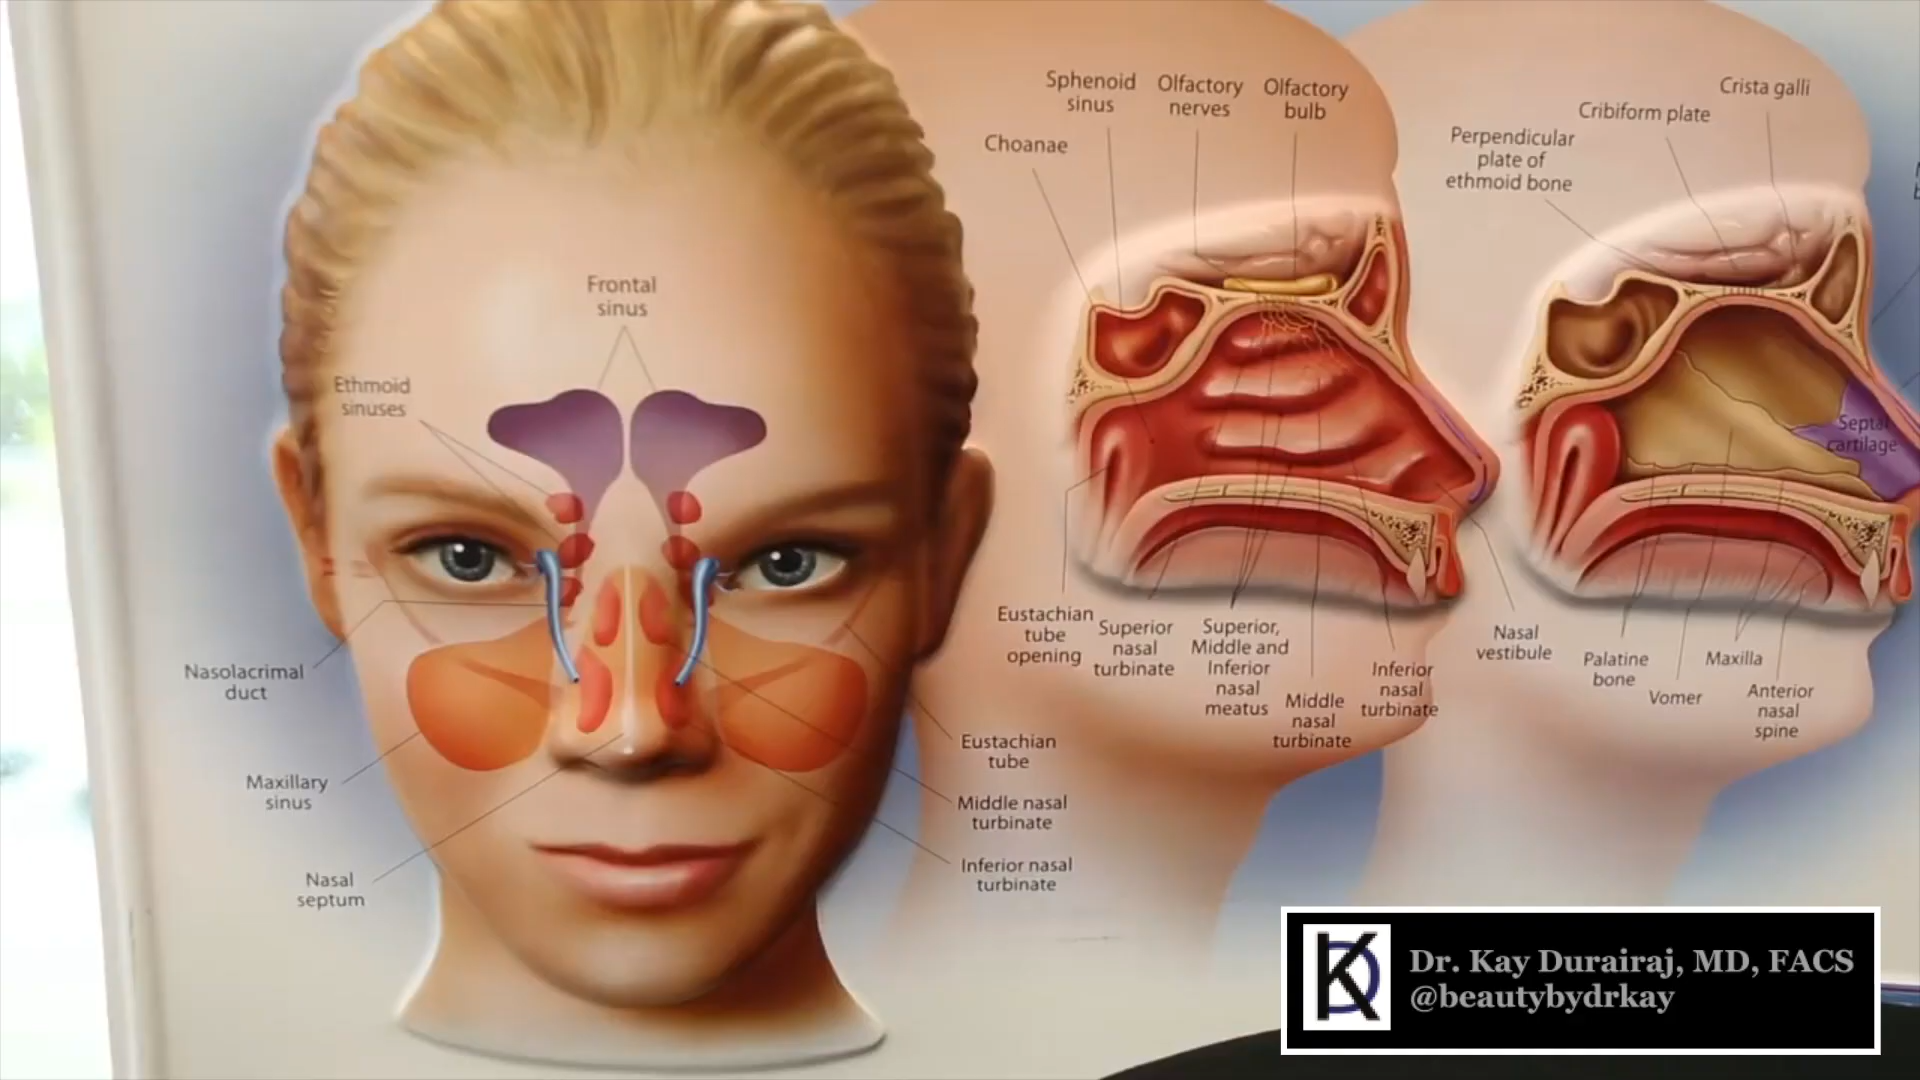 Frontal
sinus
Ethmoid
sinuses
Nasolacrimal
duct
Maxillary
sinus
Nasal
septum
Eustachian
tube
Middle nasal
turbinate
Inferior nasal
turbinate
Choanae
Sphenoid
sinus
Olfactory
nerves
Olfactory
bulb
Eustachian
tube
opening
Superior
nasal
turbinate
Superior,
Middle and
Inferior
nasal
meatus
Middle
nasal
turbinate
Inferior
nasal
turbinate
Nasal
vestibule
Perpendicular
plate of
ethmoid bone
Cribiform plate
Crista galli
Septal
cartilage
Palatine
bone
Vomer
Maxilla
Anterior
nasal
spine
DK
Dr. Kay Durairaj, MD, FACS
@beautybydrkay